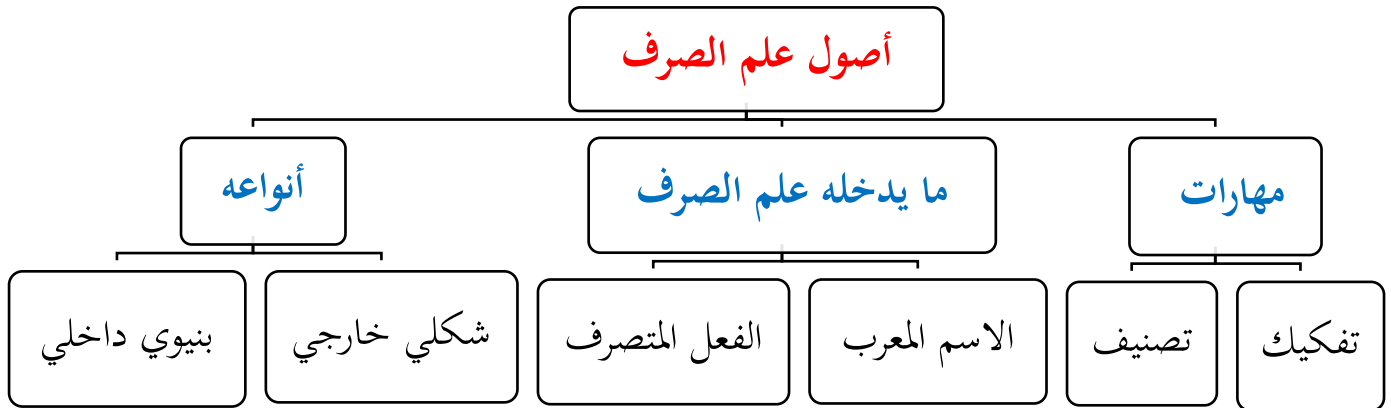 أصول علم الصرف
مهارات
ما يدخله علم الصرف
أنواعه
تفكيك
تصنيف
الاسم المعرب
الفعل المتصرف
شكلي خارجي
بنيوي داخلي